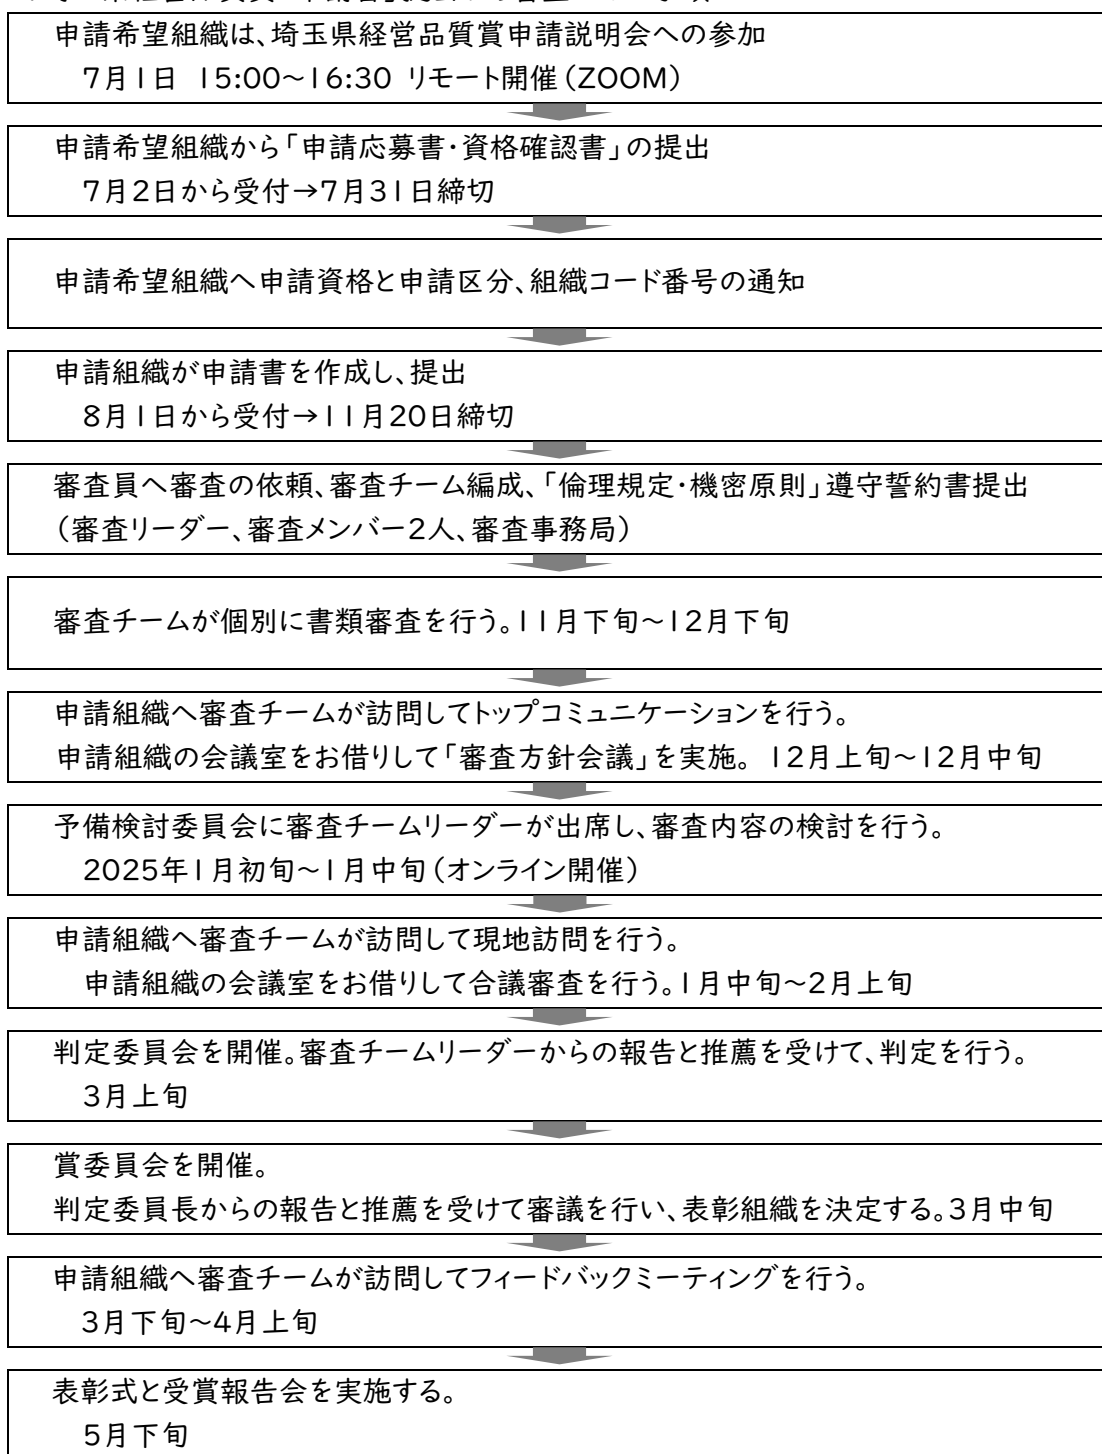 申請希望組織は、埼玉県経営品質賞申請説明会への参加
7月1日 15:00~16:30 リモート開催(ZOOM)
申請希望組織から「申請応募書・資格確認書」の提出
7月2日から受付→7月31日締切
申請希望組織へ申請資格と申請区分、組織コード番号の通知
申請組織が申請書を作成し、提出
8月1日から受付→11月20日締切
審査員へ審査の依頼、審査チーム編成、「倫理規定・機密原則」遵守誓約書提出
(審査リーダー、審査メンバー2人、審査事務局)
審査チームが個別に書類審査を行う。11月下旬~12月下旬
申請組織へ審査チームが訪問してトップコミュニケーションを行う。
申請組織の会議室をお借りして「審査方針会議」を実施。 12月上旬~12月中旬
予備検討委員会に審査チームリーダーが出席し、審査内容の検討を行う。
2025年1月初旬~1月中旬(オンライン開催)
申請組織へ審査チームが訪問して現地訪問を行う。
申請組織の会議室をお借りして合議審査を行う。1月中旬~2月上旬
判定委員会を開催。審査チームリーダーからの報告と推薦を受けて、判定を行う。
3月上旬
賞委員会を開催。
判定委員長からの報告と推薦を受けて審議を行い、表彰組織を決定する。3月中旬
申請組織へ審査チームが訪問してフィードバックミーティングを行う。
3月下旬~4月上旬
表彰式と受賞報告会を実施する。
5月下旬